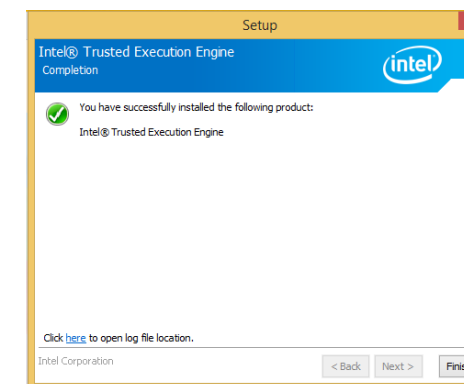 Setup
Intel® Trusted Execution Engine
Completion
intel
You have successfully installed the following product:
Intel® Trusted Execution Engine
Click here to open log file location.
Intel Corporation
< Back Next > Finis